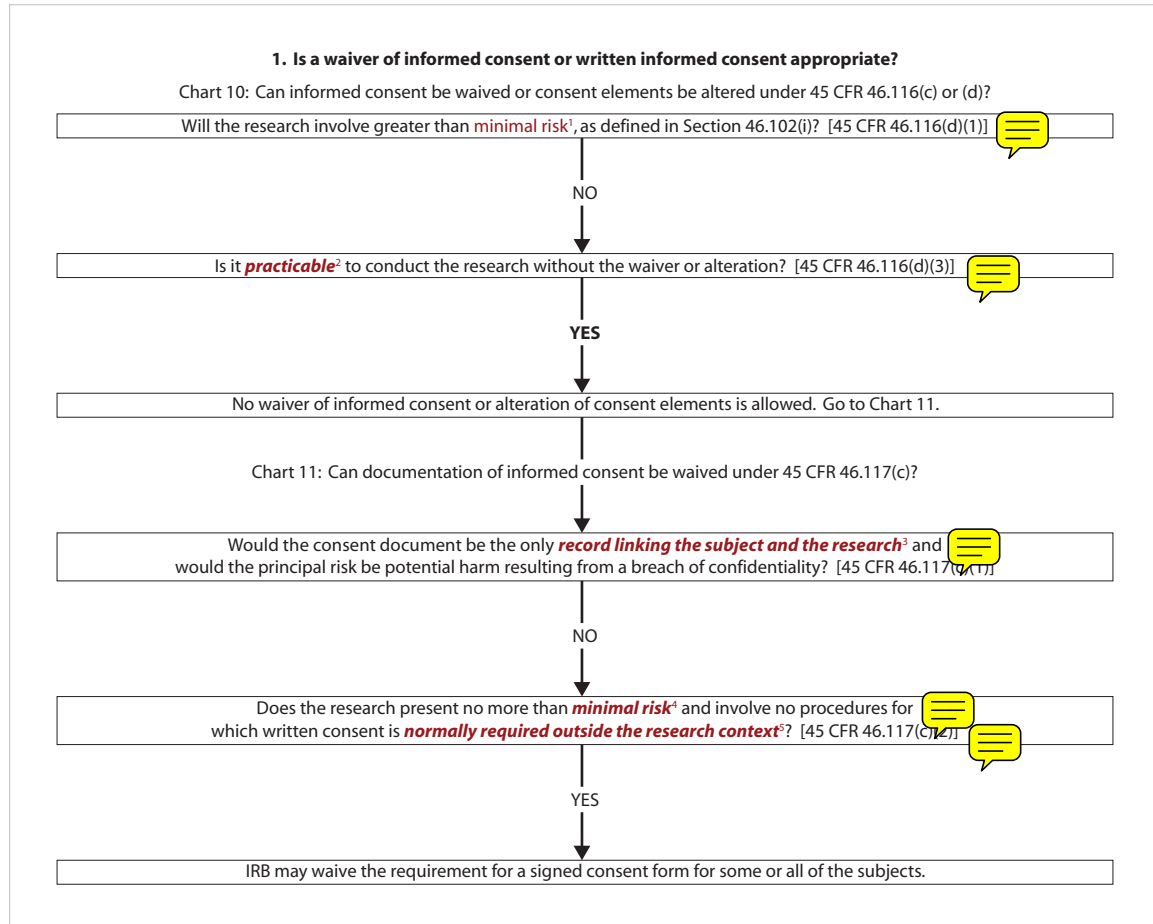 1. Is a waiver of informed consent or written informed consent appropriate?
Chart 10: Can informed consent be waived or consent elements be altered under 45 CFR 46.116(c) or (d)?
Will the research involve greater than minimal risk¹, as defined in Section 46.102(i)? [45 CFR 46.116(d)(1)]
NO
Is it practicable² to conduct the research without the waiver or alteration? [45 CFR 46.116(d)(3)]
YES
No waiver of informed consent or alteration of consent elements is allowed. Go to Chart 11.
Chart 11: Can documentation of informed consent be waived under 45 CFR 46.117(c)?
Would the consent document be the only record linking the subject and the research³ and
would the principal risk be potential harm resulting from a breach of confidentiality? [45 CFR 46.117(c)(1)]
NO
Does the research present no more than minimal risk⁴ and involve no procedures for
which written consent is normally required outside the research context⁵? [45 CFR 46.117(c)(2)]
YES
IRB may waive the requirement for a signed consent form for some or all of the subjects.